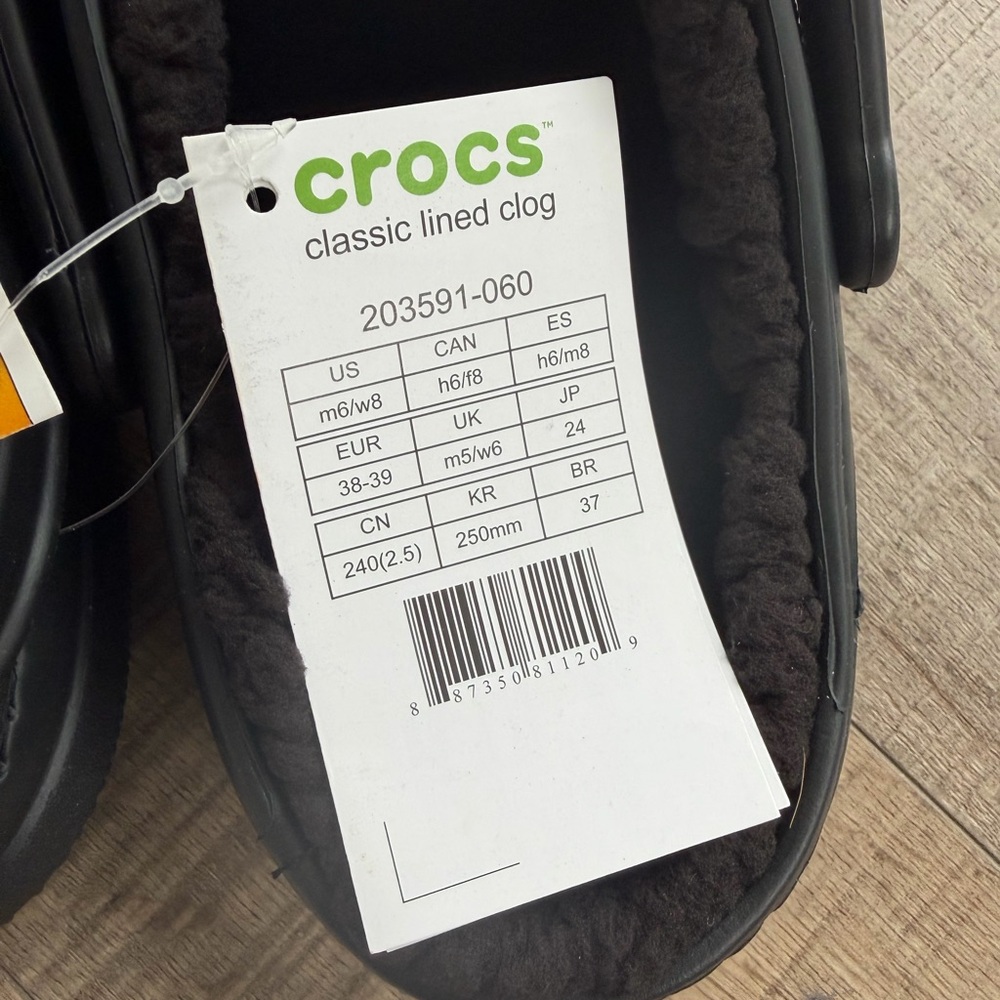 crocs™
classic lined clog
203591-060
US CAN ES
m6/w8 h6/f8 h6/m8
EUR UK JP
38-39 m5/w6 24
CN KR BR
240(2.5) 250mm 37
8 87350 81120 9